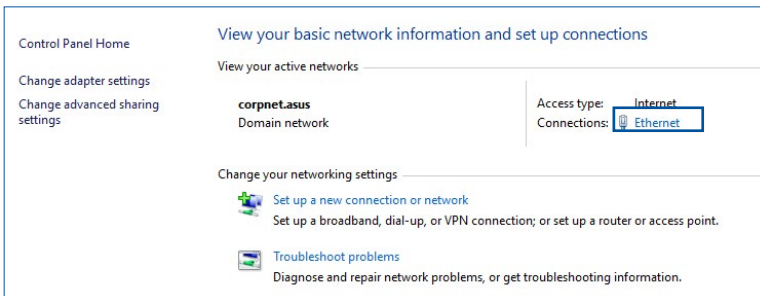 Control Panel Home
Change adapter settings
Change advanced sharing
settings
View your basic network information and set up connections
View your active networks
corpnet.asus
Domain network
Access type: Internet
Connections: Ethernet
Change your networking settings
Set up a new connection or network
Set up a broadband, dial-up, or VPN connection; or set up a router or access point.
Troubleshoot problems
Diagnose and repair network problems, or get troubleshooting information.